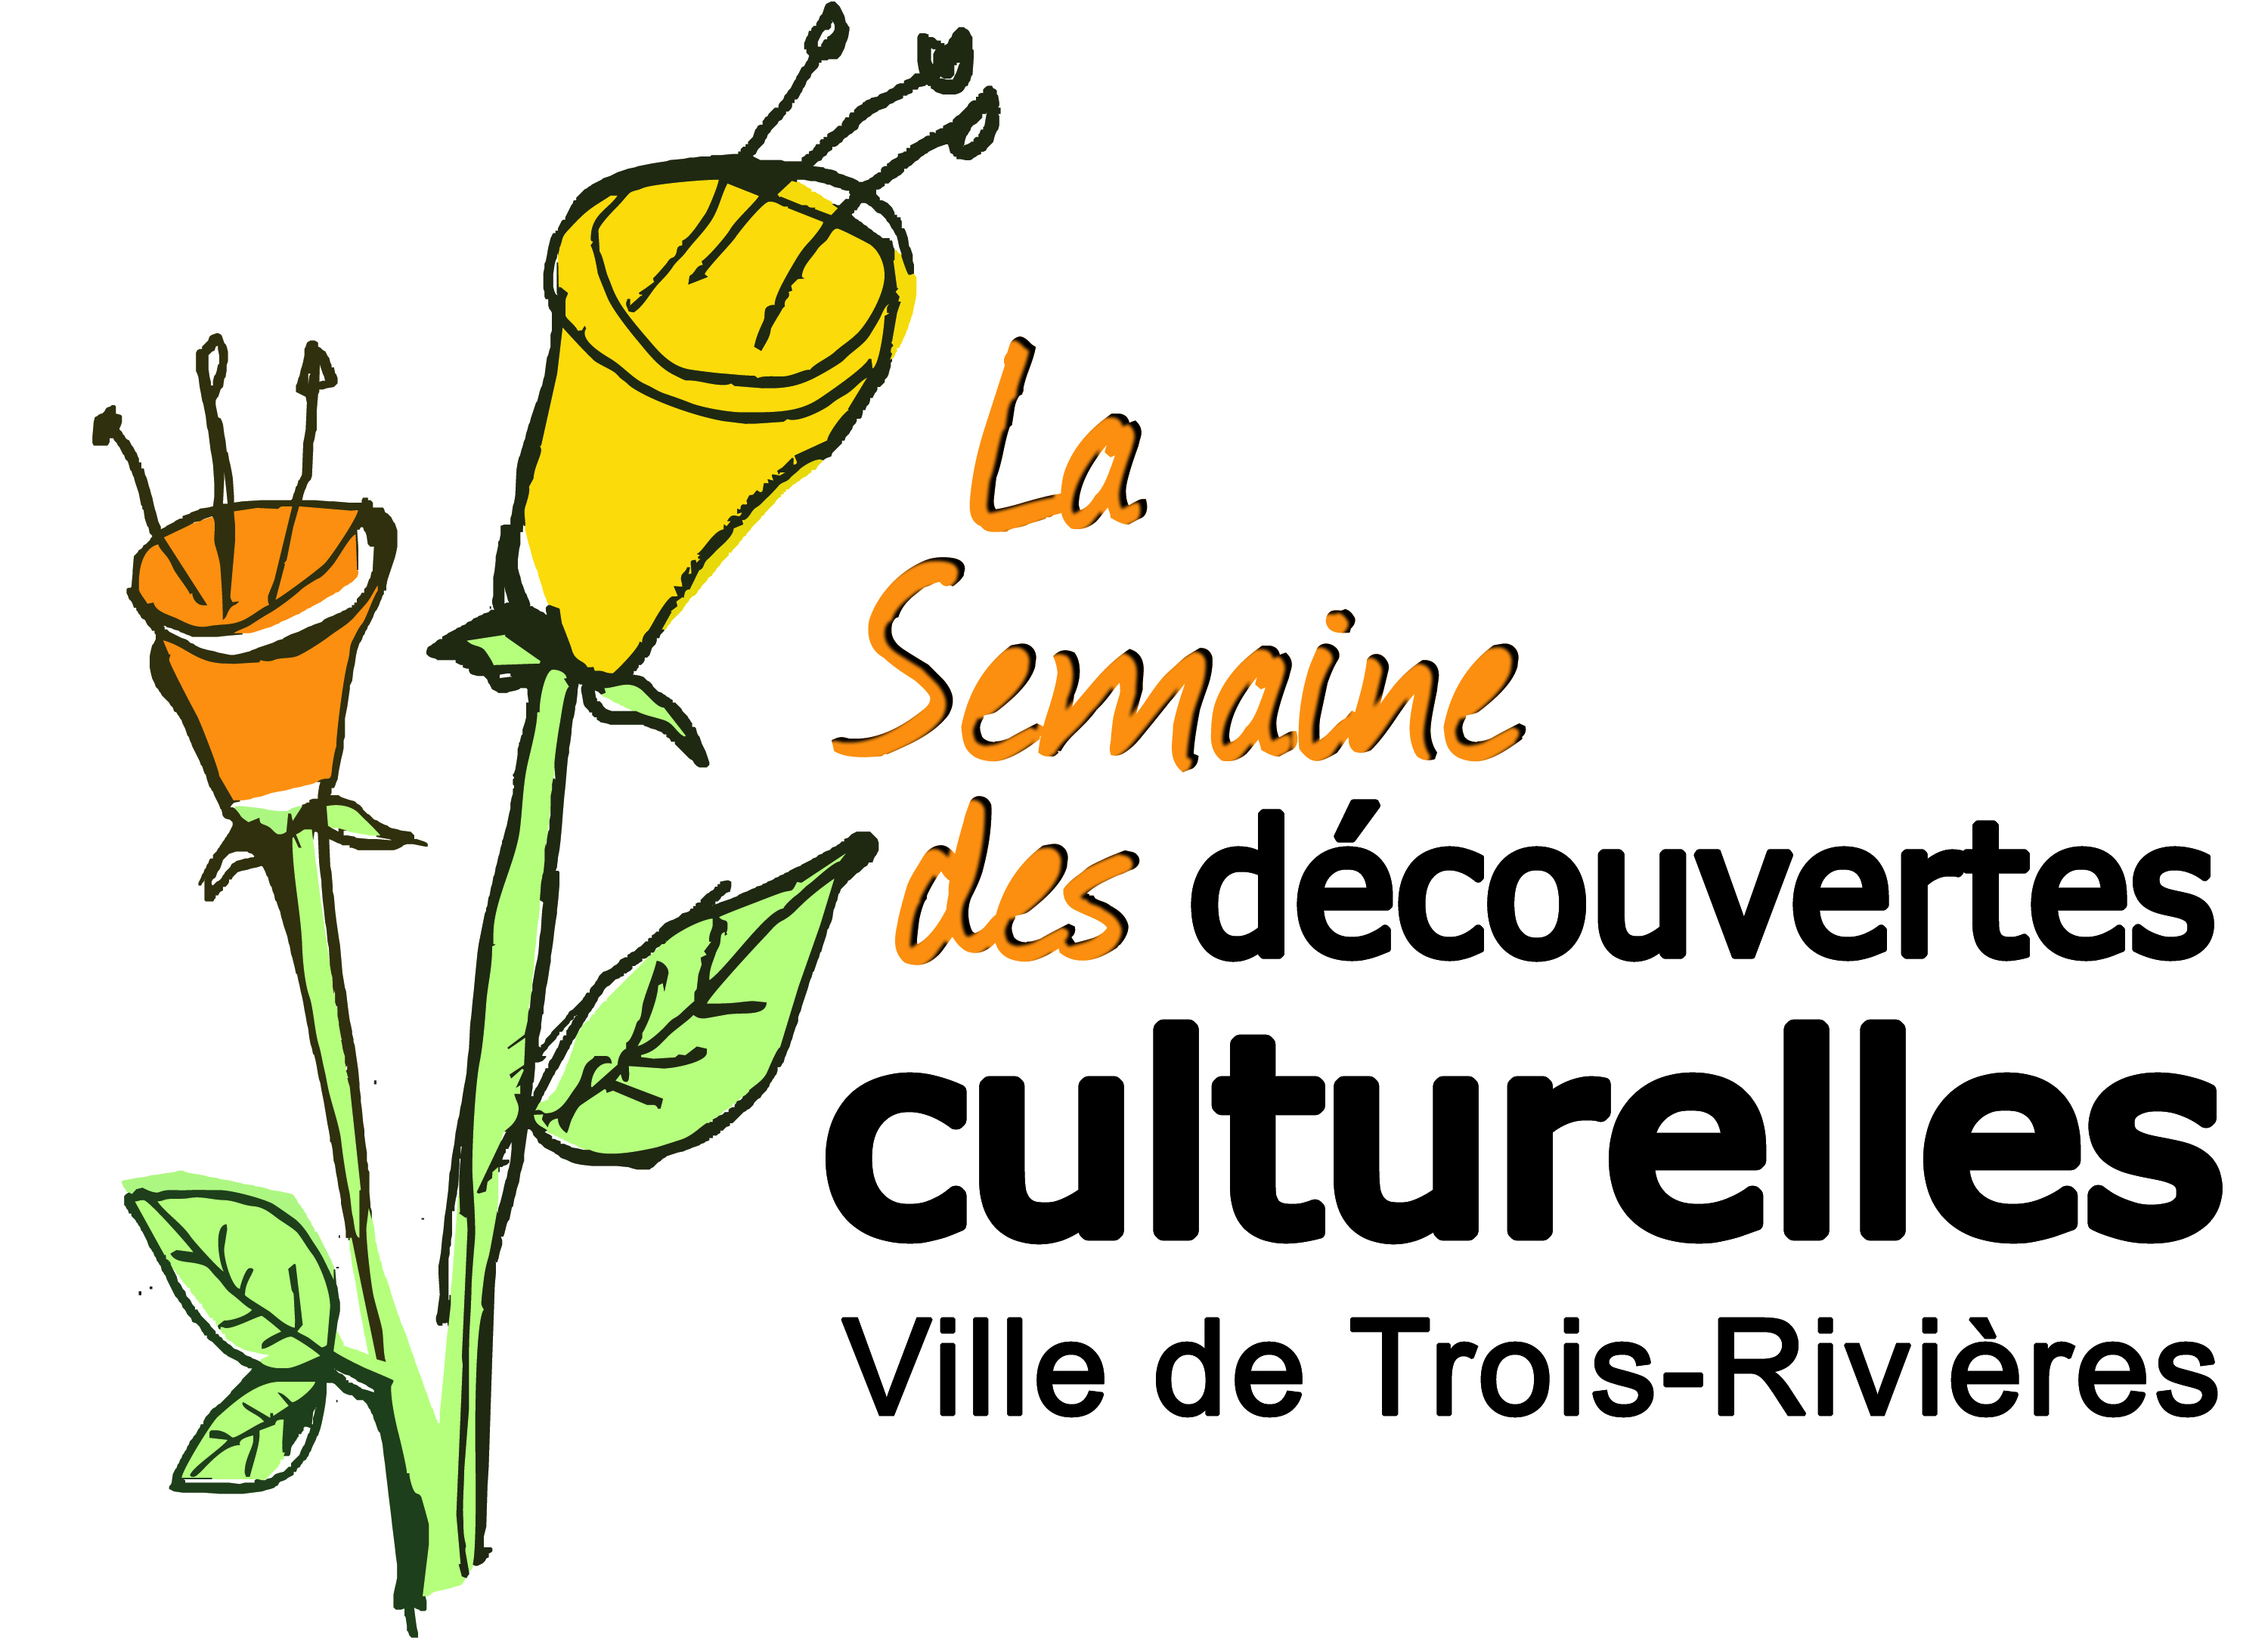 La
Semaine
des découvertes
culturelles
Ville de Trois-Rivières